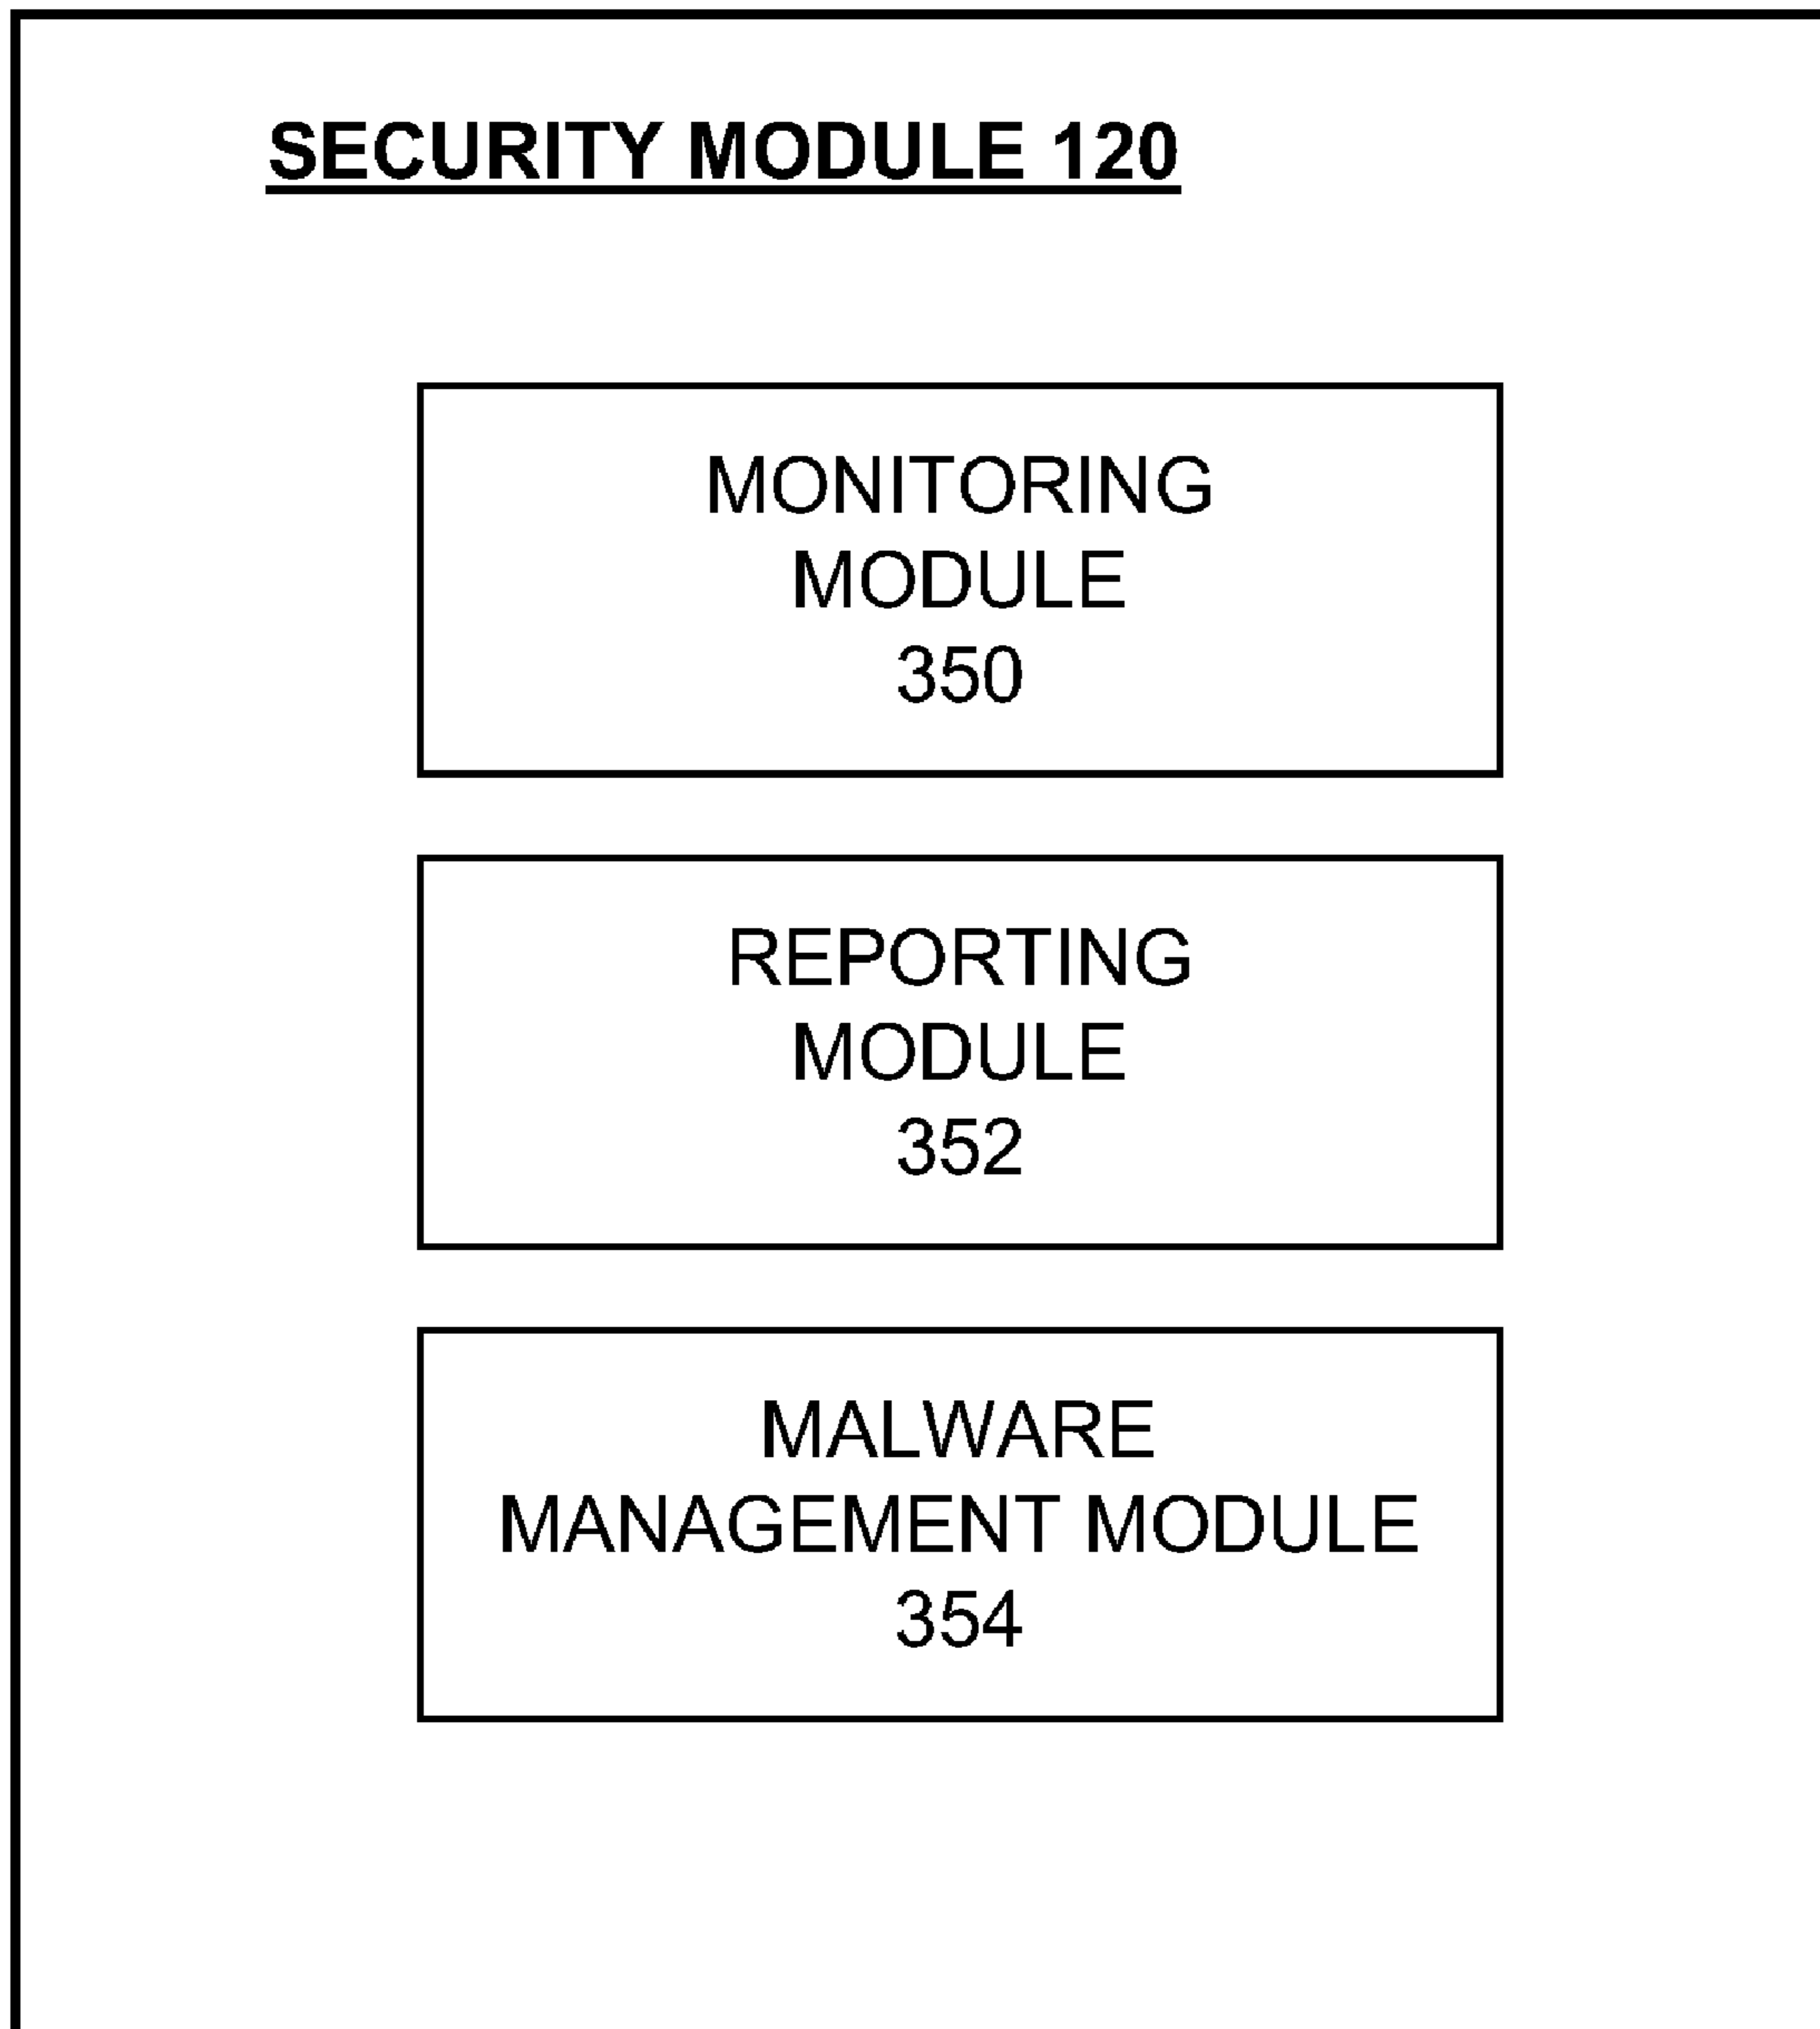 SECURITY MODULE 120
MONITORING
MODULE
350
REPORTING
MODULE
352
MALWARE
MANAGEMENT MODULE
354